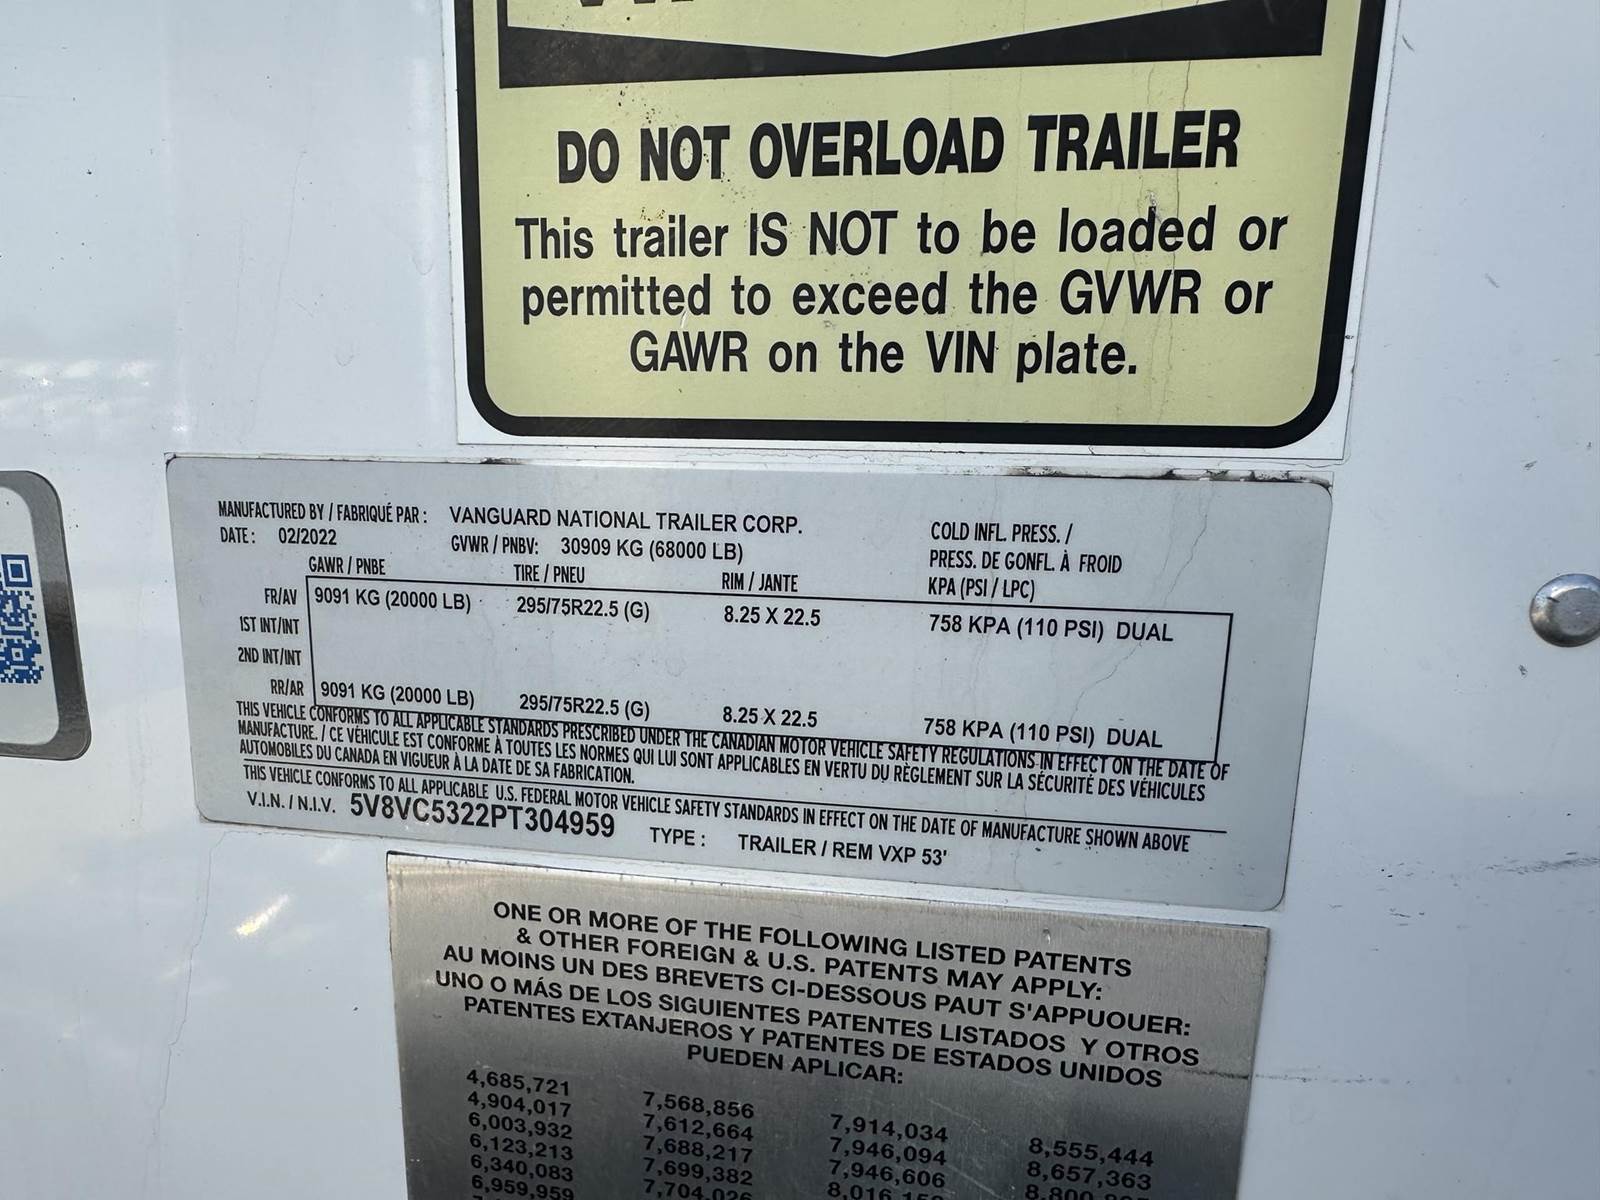 DO NOT OVERLOAD TRAILER
This trailer IS NOT to be loaded or
permitted to exceed the GVWR or
GAWR on the VIN plate.
MANUFACTURED BY / FABRIQUÉ PAR : VANGUARD NATIONAL TRAILER CORP.
DATE : 02/2022 GVWR / PNBV: 30909 KG (68000 LB)
COLD INFL. PRESS. /
PRESS. DE GONFL. À FROID
GAWR / PNBE TIRE / PNEU RIM / JANTE KPA (PSI / LPC)
FR/AV 9091 KG (20000 LB) 295/75R22.5 (G) 8.25 X 22.5 758 KPA (110 PSI) DUAL
1ST INT/INT
2ND INT/INT
RR/AR 9091 KG (20000 LB) 295/75R22.5 (G) 8.25 X 22.5 758 KPA (110 PSI) DUAL
THIS VEHICLE CONFORMS TO ALL APPLICABLE STANDARDS PRESCRIBED UNDER THE CANADIAN MOTOR VEHICLE SAFETY REGULATIONS IN EFFECT ON THE DATE OF
MANUFACTURE. / CE VÉHICULE EST CONFORME À TOUTES LES NORMES QUI LUI SONT APPLICABLES EN VERTU DU RÈGLEMENT SUR LA SÉCURITÉ DES VÉHICULES
AUTOMOBILES DU CANADA EN VIGUEUR À LA DATE DE SA FABRICATION.
THIS VEHICLE CONFORMS TO ALL APPLICABLE U.S. FEDERAL MOTOR VEHICLE SAFETY STANDARDS IN EFFECT ON THE DATE OF MANUFACTURE SHOWN ABOVE
V.I.N. / N.I.V. 5V8VC5322PT304959 TYPE : TRAILER / REM VXP 53'
ONE OR MORE OF THE FOLLOWING LISTED PATENTS
& OTHER FOREIGN & U.S. PATENTS MAY APPLY:
AU MOINS UN DES BREVETS CI-DESSOUS PAUT S'APPUOUER:
UNO O MÁS DE LOS SIGUIENTES PATENTES LISTADOS Y OTROS
PATENTES EXTANJEROS Y PATENTES DE ESTADOS UNIDOS
PUEDEN APLICAR:
4,685,721 7,568,856 7,914,034 8,555,444
4,904,017 7,612,664 7,946,094 8,657,363
6,003,932 7,688,217 7,946,606
6,123,213 7,699,382
6,340,083
6,959,959